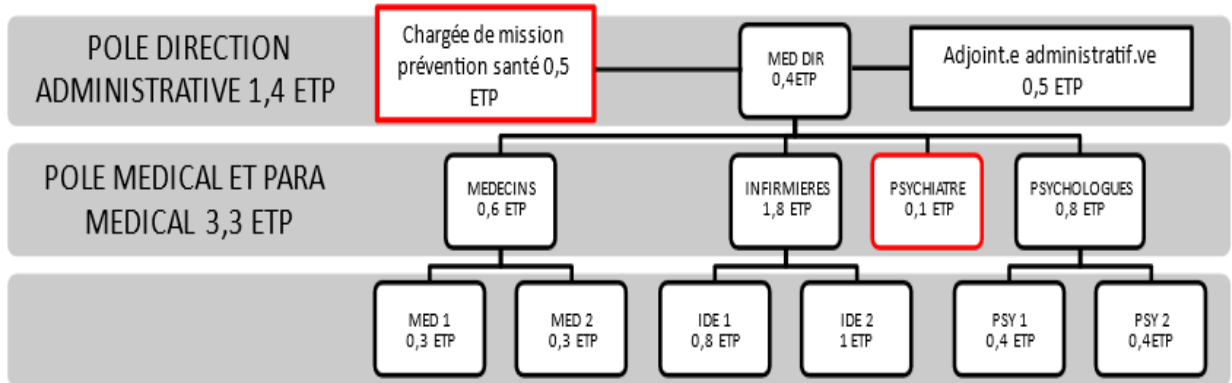 POLE DIRECTION
ADMINISTRATIVE 1,4 ETP
Chargée de mission
prévention santé 0,5
ETP
MED DIR
0,4ETP
Adjoint.e administratif.ve
0,5 ETP
POLE MEDICAL ET PARA
MEDICAL 3,3 ETP
MEDECINS
0,6 ETP
INFIRMIERES
1,8 ETP
PSYCHIATRE
0,1 ETP
PSYCHOLOGUES
0,8 ETP
MED 1
0,3 ETP
MED 2
0,3 ETP
IDE 1
0,8 ETP
IDE 2
1 ETP
PSY 1
0,4 ETP
PSY 2
0,4ETP